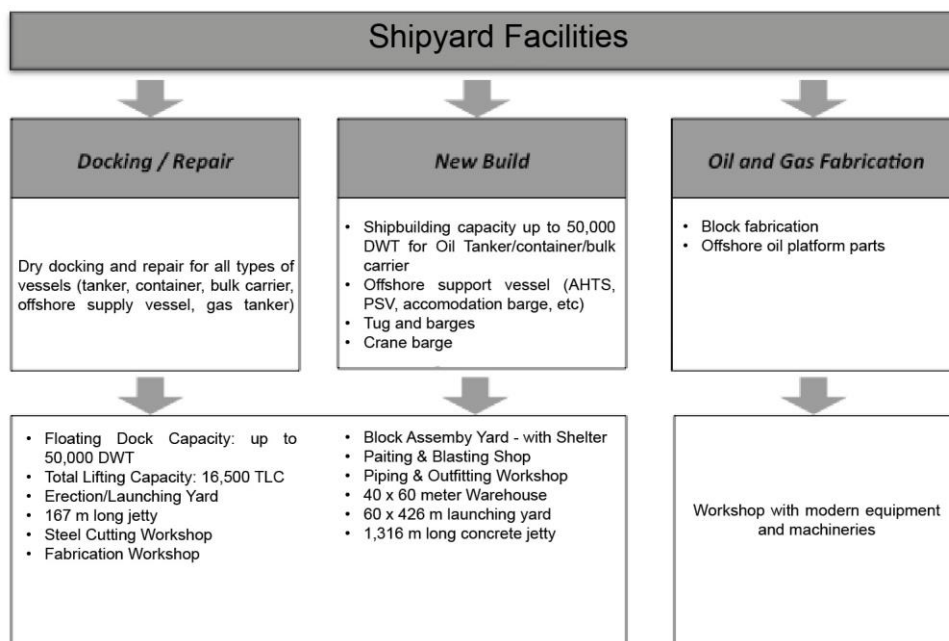 Shipyard Facilities
Docking / Repair
Dry docking and repair for all types of
vessels (tanker, container, bulk carrier,
offshore supply vessel, gas tanker)
New Build
• Shipbuilding capacity up to 50,000
DWT for Oil Tanker/container/bulk
carrier
• Offshore support vessel (AHTS,
PSV, accomodation barge, etc)
• Tug and barges
• Crane barge
Oil and Gas Fabrication
• Block fabrication
• Offshore oil platform parts
• Floating Dock Capacity: up to
50,000 DWT
• Total Lifting Capacity: 16,500 TLC
• Erection/Launching Yard
• 167 m long jetty
• Steel Cutting Workshop
• Fabrication Workshop
• Block Assemby Yard - with Shelter
• Paiting & Blasting Shop
• Piping & Outfitting Workshop
• 40 x 60 meter Warehouse
• 60 x 426 m launching yard
• 1,316 m long concrete jetty
Workshop with modern equipment
and machineries